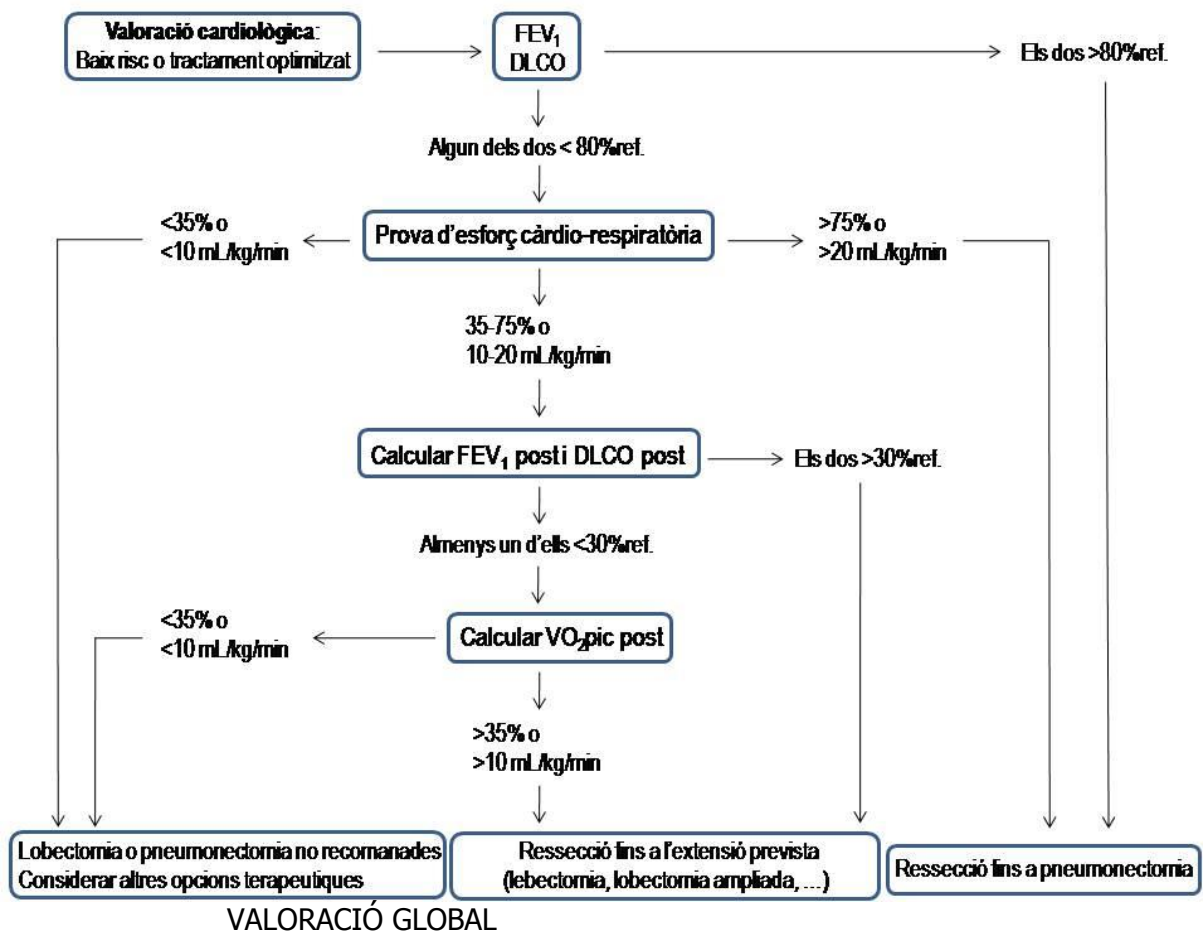 Valoració cardiològica:
Baix risc o tractament optimitzat
FEV1
DLCO
Els dos >80%ref.
Algun dels dos < 80%ref.
<35% o
<10 mL/kg/min
Prova d'esforç càrdio-respiratòria
>75% o
>20 mL/kg/min
35-75% o
10-20 mL/kg/min
Calcular FEV1 post i DLCO post
Els dos >30%ref.
Almenys un d'ells <30%ref.
<35% o
<10 mL/kg/min
Calcular VO2pic post
>35% o
>10 mL/kg/min
Lobectomia o pneumonectomia no recomanades
Considerar altres opcions terapeutiques
Ressecció fins a l'extensió prevista
(lebectomia, lobectomia ampliada, ...)
Ressecció fins a pneumonectomia
VALORACIÓ GLOBAL